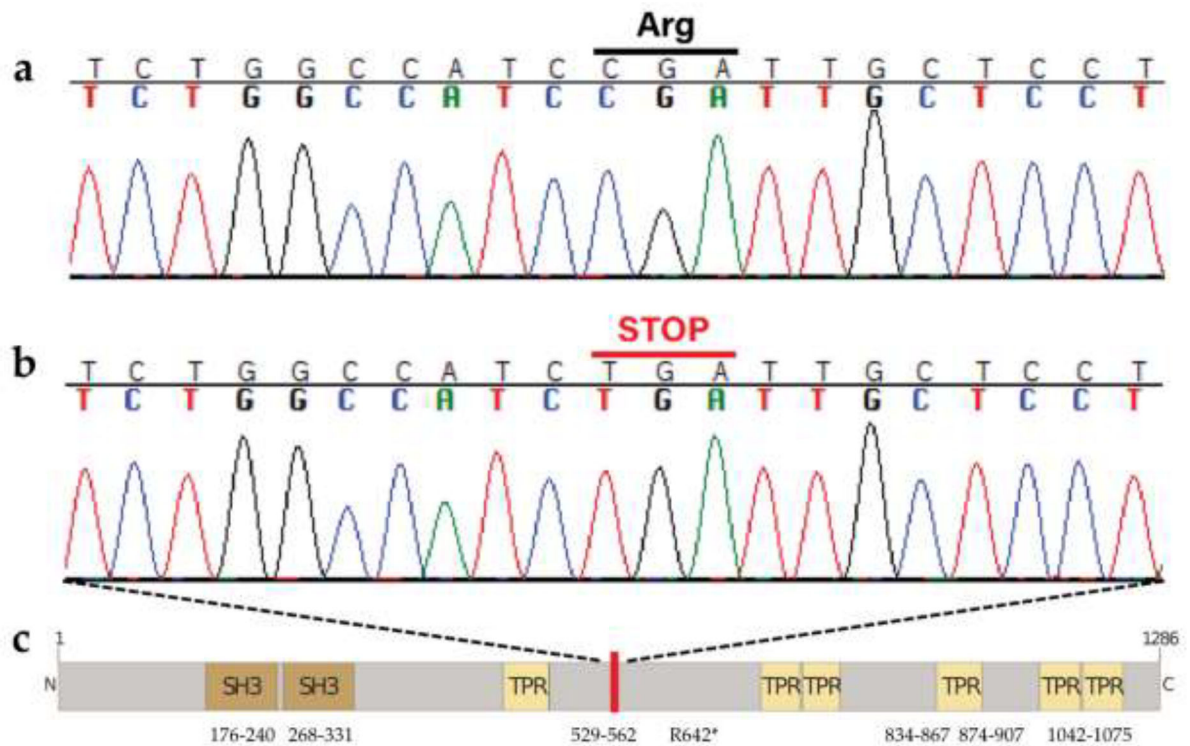 Arg
a T C T G G C C A T C C G A T T G C T C C T
T C T G G C C A T C C G A T T G C T C C T
STOP
b T C T G G C C A T C T G A T T G C T C C T
T C T G G C C A T C T G A T T G C T C C T
c 1 1286
N SH3 SH3 TPR TPR TPR TPR TPR TPR C
176-240 268-331 529-562 R642* 834-867 874-907 1042-1075